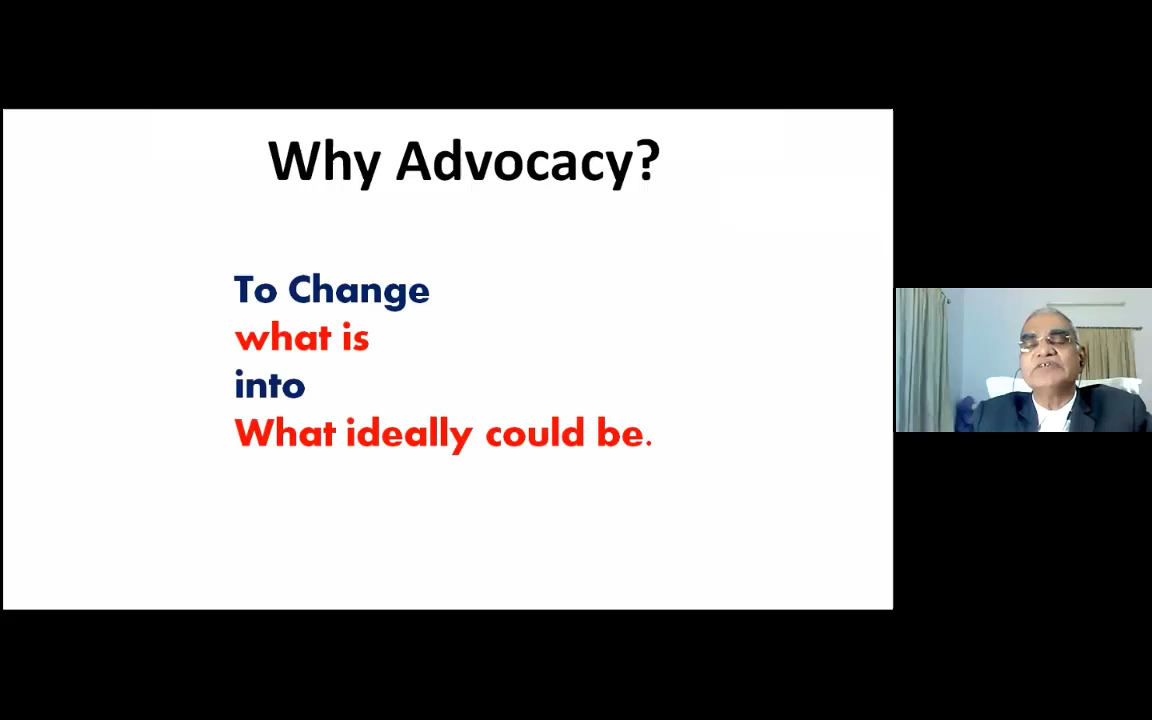 Why Advocacy?
To Change
what is
into
What ideally could be.